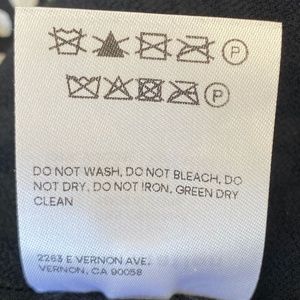 P
P
DO NOT WASH, DO NOT BLEACH, DO
NOT DRY, DO NOT IRON, GREEN DRY
CLEAN
2263 E VERNON AVE.
VERNON, CA 90058